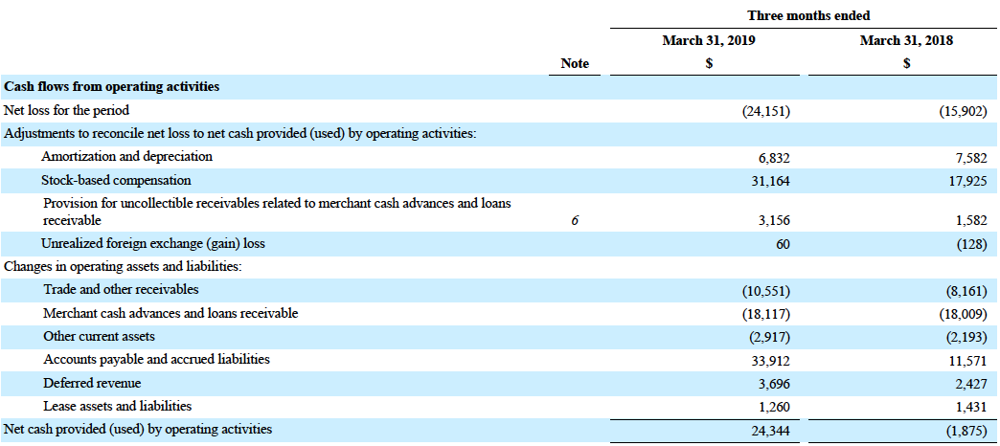 Three months ended
March 31, 2019 March 31, 2018
Note $ $
Cash flows from operating activities
Net loss for the period (24,151) (15,902)
Adjustments to reconcile net loss to net cash provided (used) by operating activities:
Amortization and depreciation 6,832 7,582
Stock-based compensation 31,164 17,925
Provision for uncollectible receivables related to merchant cash advances and loans
receivable 6 3,156 1,582
Unrealized foreign exchange (gain) loss 60 (128)
Changes in operating assets and liabilities:
Trade and other receivables (10,551) (8,161)
Merchant cash advances and loans receivable (18,117) (18,009)
Other current assets (2,917) (2,193)
Accounts payable and accrued liabilities 33,912 11,571
Deferred revenue 3,696 2,427
Lease assets and liabilities 1,260 1,431
Net cash provided (used) by operating activities 24,344 (1,875)